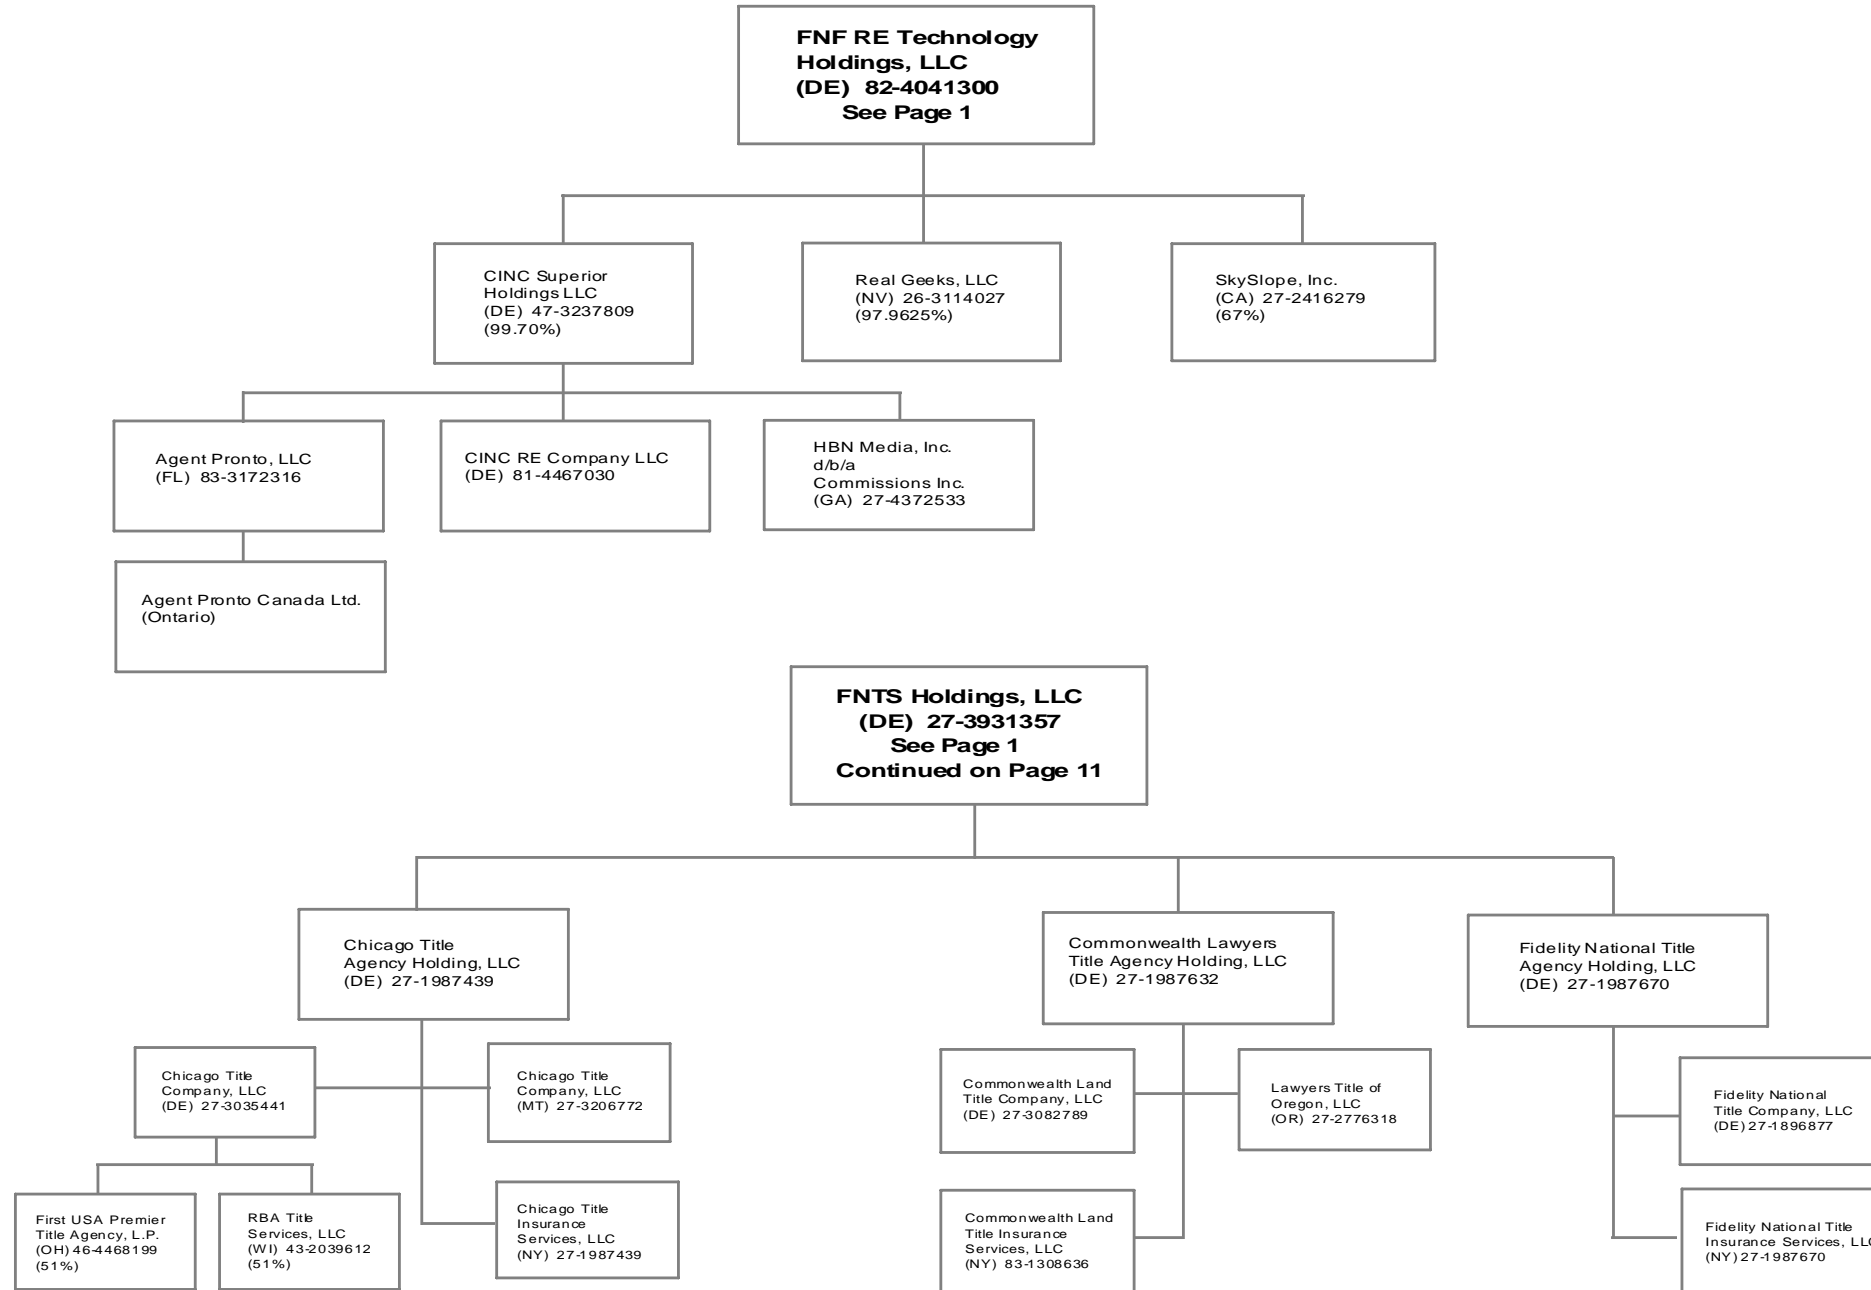 FNF RE Technology
Holdings, LLC
(DE) 82-4041300
See Page 1
CINC Superior
Holdings LLC
(DE) 47-3237809
(99.70%)
Real Geeks, LLC
(NV) 26-3114027
(97.9625%)
SkySlope, Inc.
(CA) 27-2416279
(67%)
Agent Pronto, LLC
(FL) 83-3172316
CINC RE Company LLC
(DE) 81-4467030
HBN Media, Inc.
d/b/a
Commissions Inc.
(GA) 27-4372533
Agent Pronto Canada Ltd.
(Ontario)
FNTS Holdings, LLC
(DE) 27-3931357
See Page 1
Continued on Page 11
Chicago Title
Agency Holding, LLC
(DE) 27-1987439
Commonwealth Lawyers
Title Agency Holding, LLC
(DE) 27-1987632
Fidelity National Title
Agency Holding, LLC
(DE) 27-1987670
Chicago Title
Company, LLC
(DE) 27-3035441
Chicago Title
Company, LLC
(MT) 27-3206772
Commonwealth Land
Title Company, LLC
(DE) 27-3082789
Lawyers Title of
Oregon, LLC
(OR) 27-2776318
Fidelity National
Title Company, LLC
(DE) 27-1896877
First USA Premier
Title Agency, L.P.
(OH) 46-4468199
(51%)
RBA Title
Services, LLC
(WI) 43-2039612
(51%)
Chicago Title
Insurance
Services, LLC
(NY) 27-1987439
Commonwealth Land
Title Insurance
Services, LLC
(NY) 83-1308636
Fidelity National Title
Insurance Services, LLC
(NY) 27-1987670